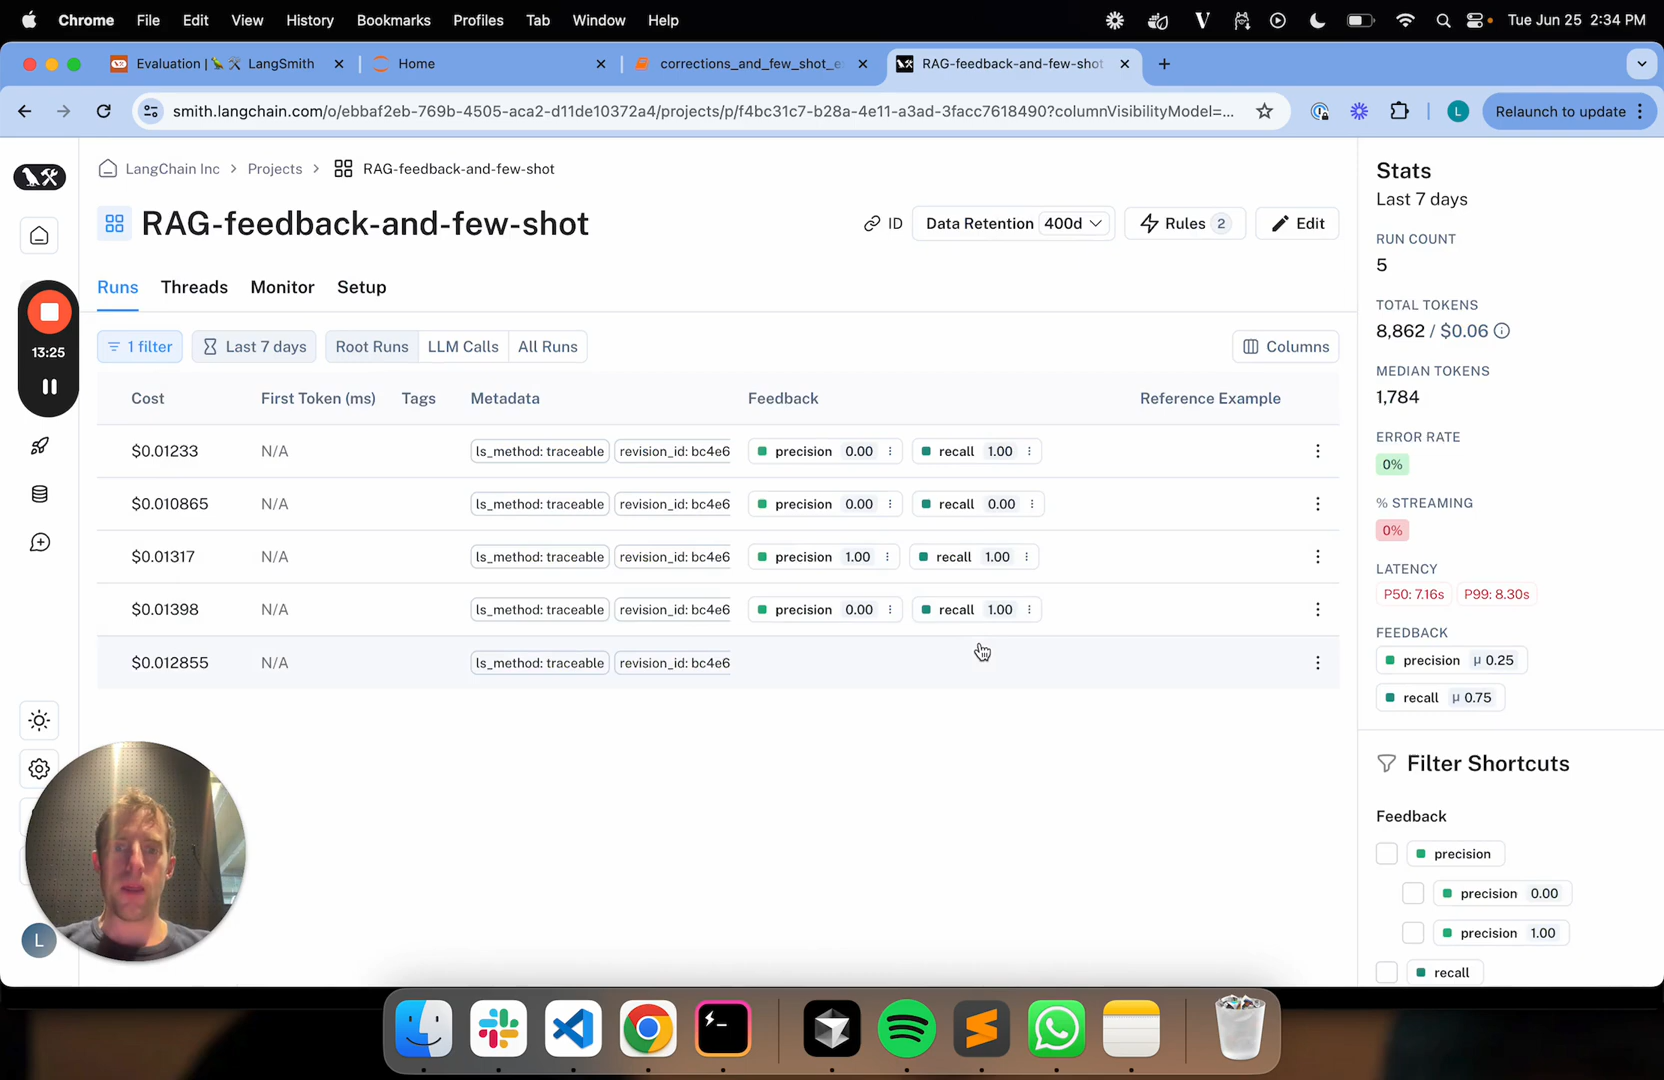 Chrome File Edit View History Bookmarks Profiles Tab Window Help Tue Jun 25 2:34 PM
Evaluation | LangSmith Home corrections_and_few_shot_e RAG-feedback-and-few-shot
smith.langchain.com/o/ebbaf2eb-769b-4505-aca2-d11de10372a4/projects/p/f4bc31c7-b28a-4e11-a3ad-3facc7618490?columnVisibilityModel=... L Relaunch to update
LangChain Inc > Projects > RAG-feedback-and-few-shot
RAG-feedback-and-few-shot
ID Data Retention 400d Rules 2 Edit
Runs Threads Monitor Setup
13:25
1 filter Last 7 days Root Runs LLM Calls All Runs Columns
Cost First Token (ms) Tags Metadata Feedback Reference Example
$0.01233 N/A ls_method: traceable revision_id: bc4e6 precision 0.00 recall 1.00
$0.010865 N/A ls_method: traceable revision_id: bc4e6 precision 0.00 recall 0.00
$0.01317 N/A ls_method: traceable revision_id: bc4e6 precision 1.00 recall 1.00
$0.01398 N/A ls_method: traceable revision_id: bc4e6 precision 0.00 recall 1.00
$0.012855 N/A ls_method: traceable revision_id: bc4e6
L
Stats
Last 7 days
RUN COUNT
5
TOTAL TOKENS
8,862 / $0.06
MEDIAN TOKENS
1,784
ERROR RATE
0%
% STREAMING
0%
LATENCY
P50: 7.16s P99: 8.30s
FEEDBACK
precision μ 0.25
recall μ 0.75
Filter Shortcuts
Feedback
precision
precision 0.00
precision 1.00
recall